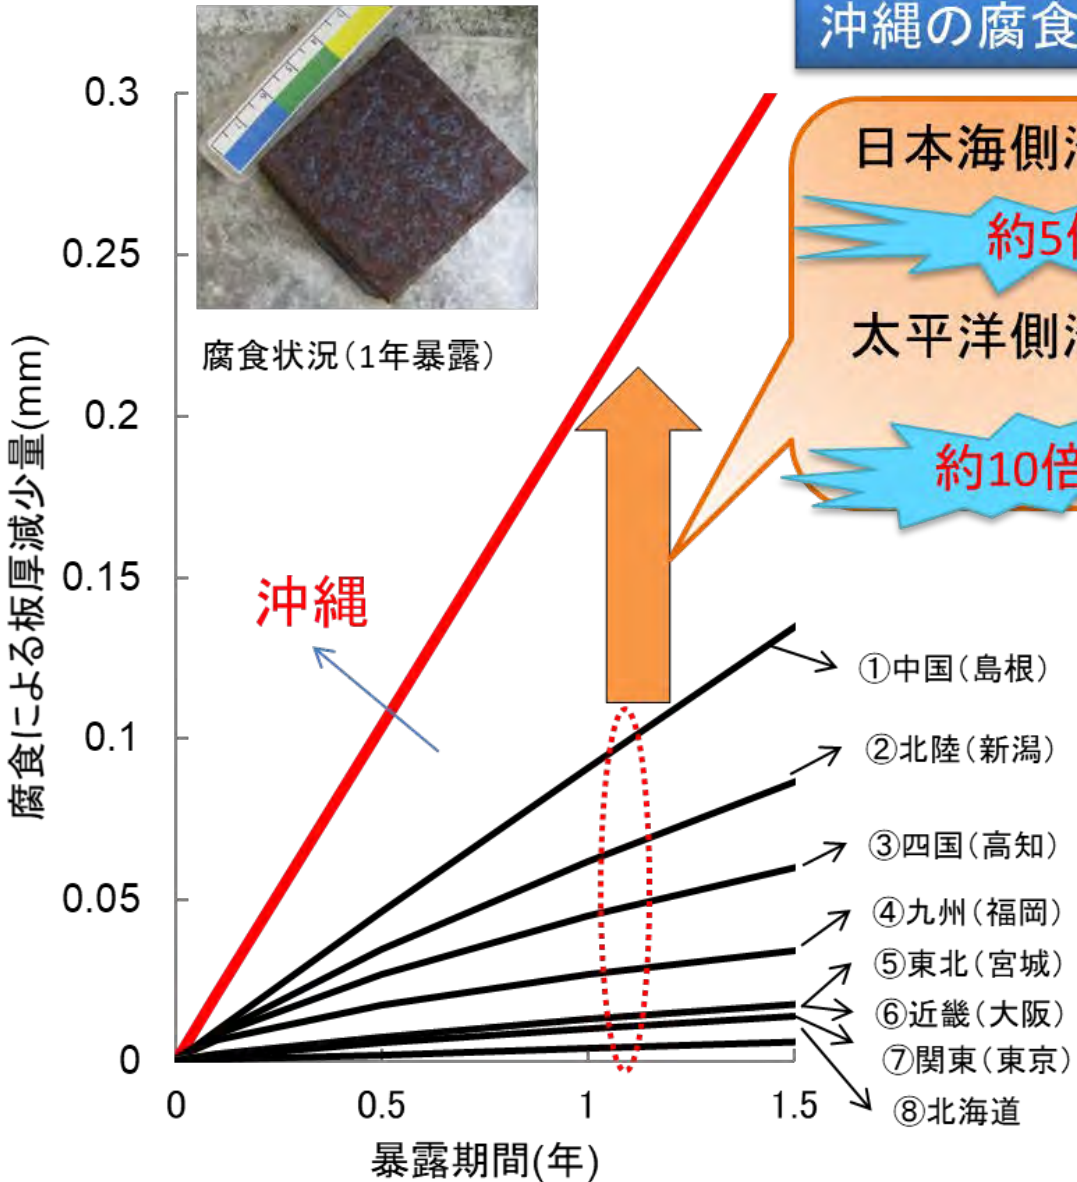 沖縄の腐食
日本海側
約5倍
太平洋側
約10倍
腐食状況(1年暴露)
沖縄
腐食による板厚減少量(mm)
0.3
0.25
0.2
0.15
0.1
0.05
0
0
0.5
1
1.5
暴露期間(年)
①中国(島根)
②北陸(新潟)
③四国(高知)
④九州(福岡)
⑤東北(宮城)
⑥近畿(大阪)
⑦関東(東京)
⑧北海道